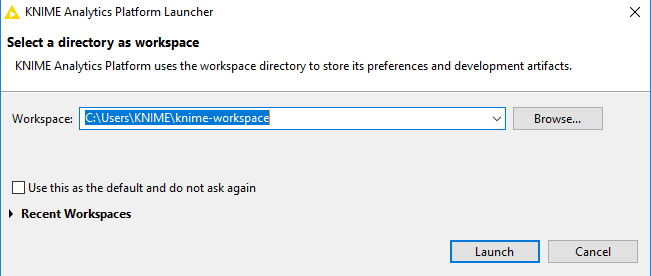 KNIME Analytics Platform Launcher
Select a directory as workspace
KNIME Analytics Platform uses the workspace directory to store its preferences and development artifacts.
Workspace: C:\Users\KNIME\knime-workspace Browse...
Use this as the default and do not ask again
Recent Workspaces
Launch Cancel